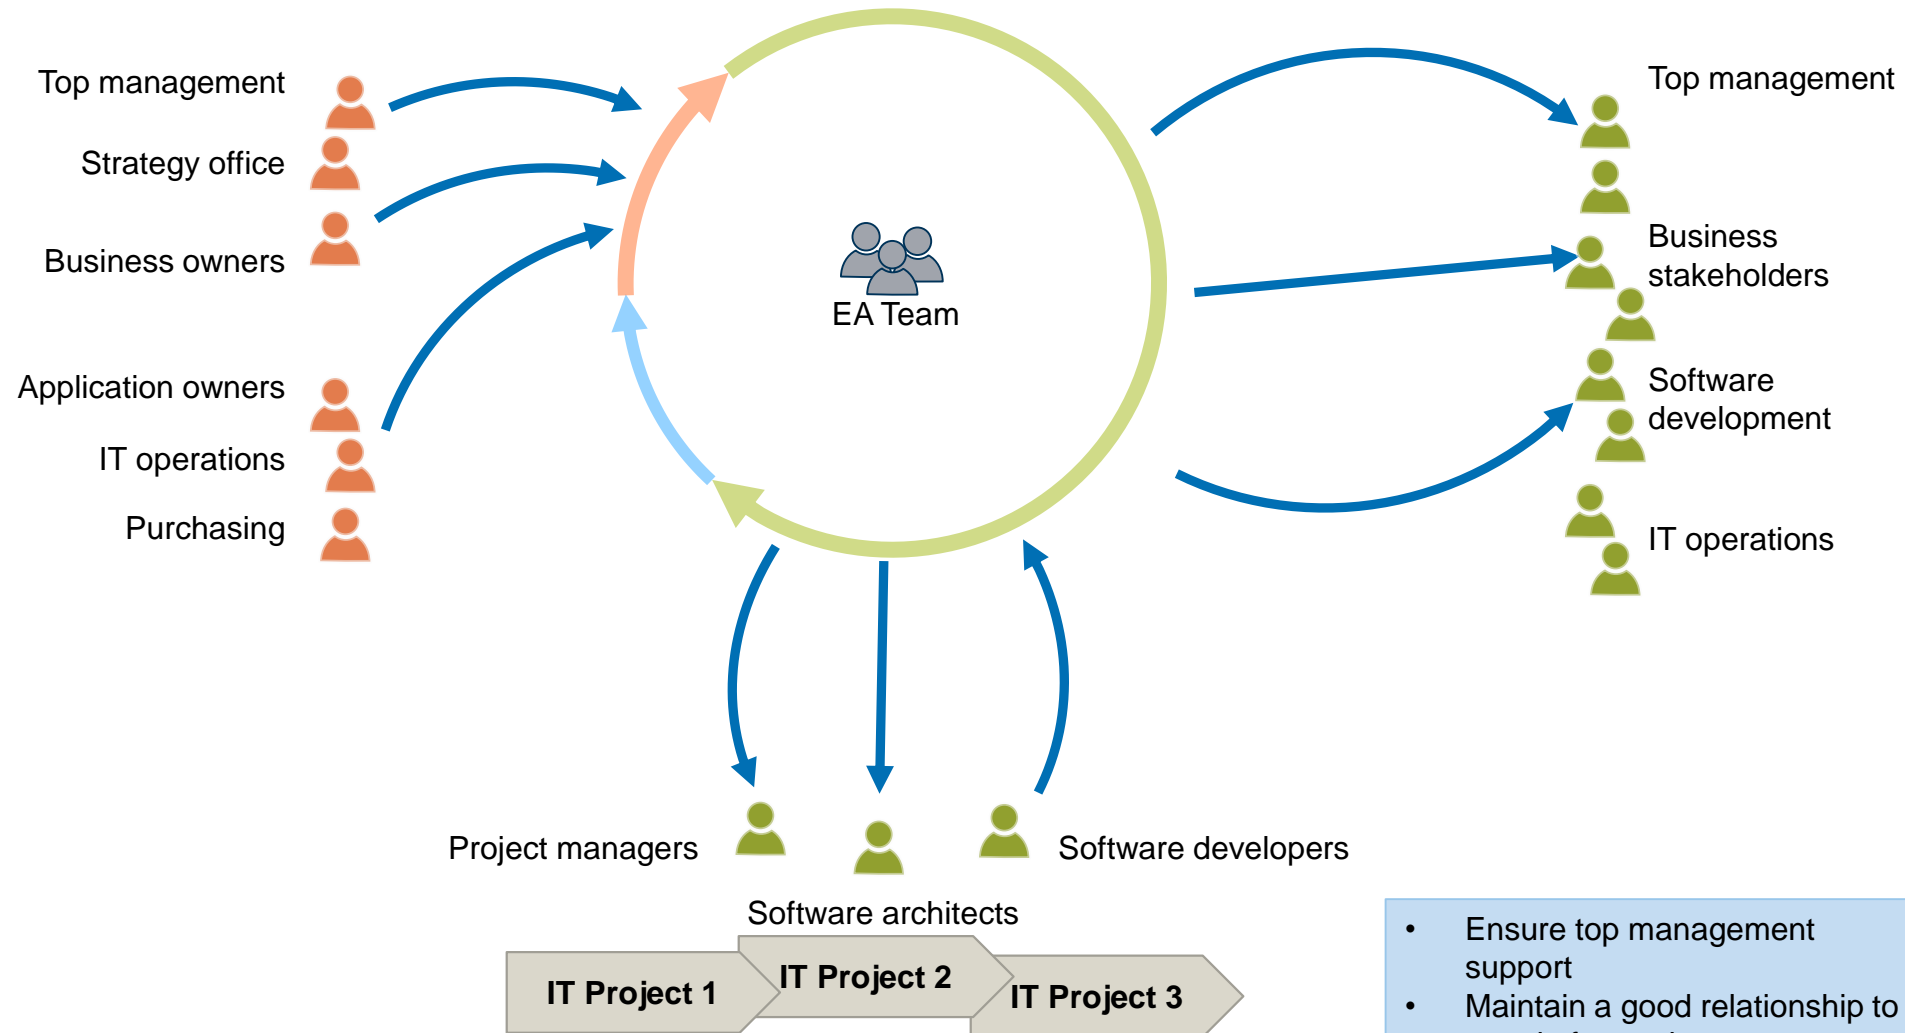 Top management
Strategy office
Business owners
Application owners
IT operations
Purchasing
EA Team
Top management
Business
stakeholders
Software
development
IT operations
Project managers
Software architects
Software developers
IT Project 1
IT Project 2
IT Project 3
• Ensure top management
support
• Maintain a good relationship to